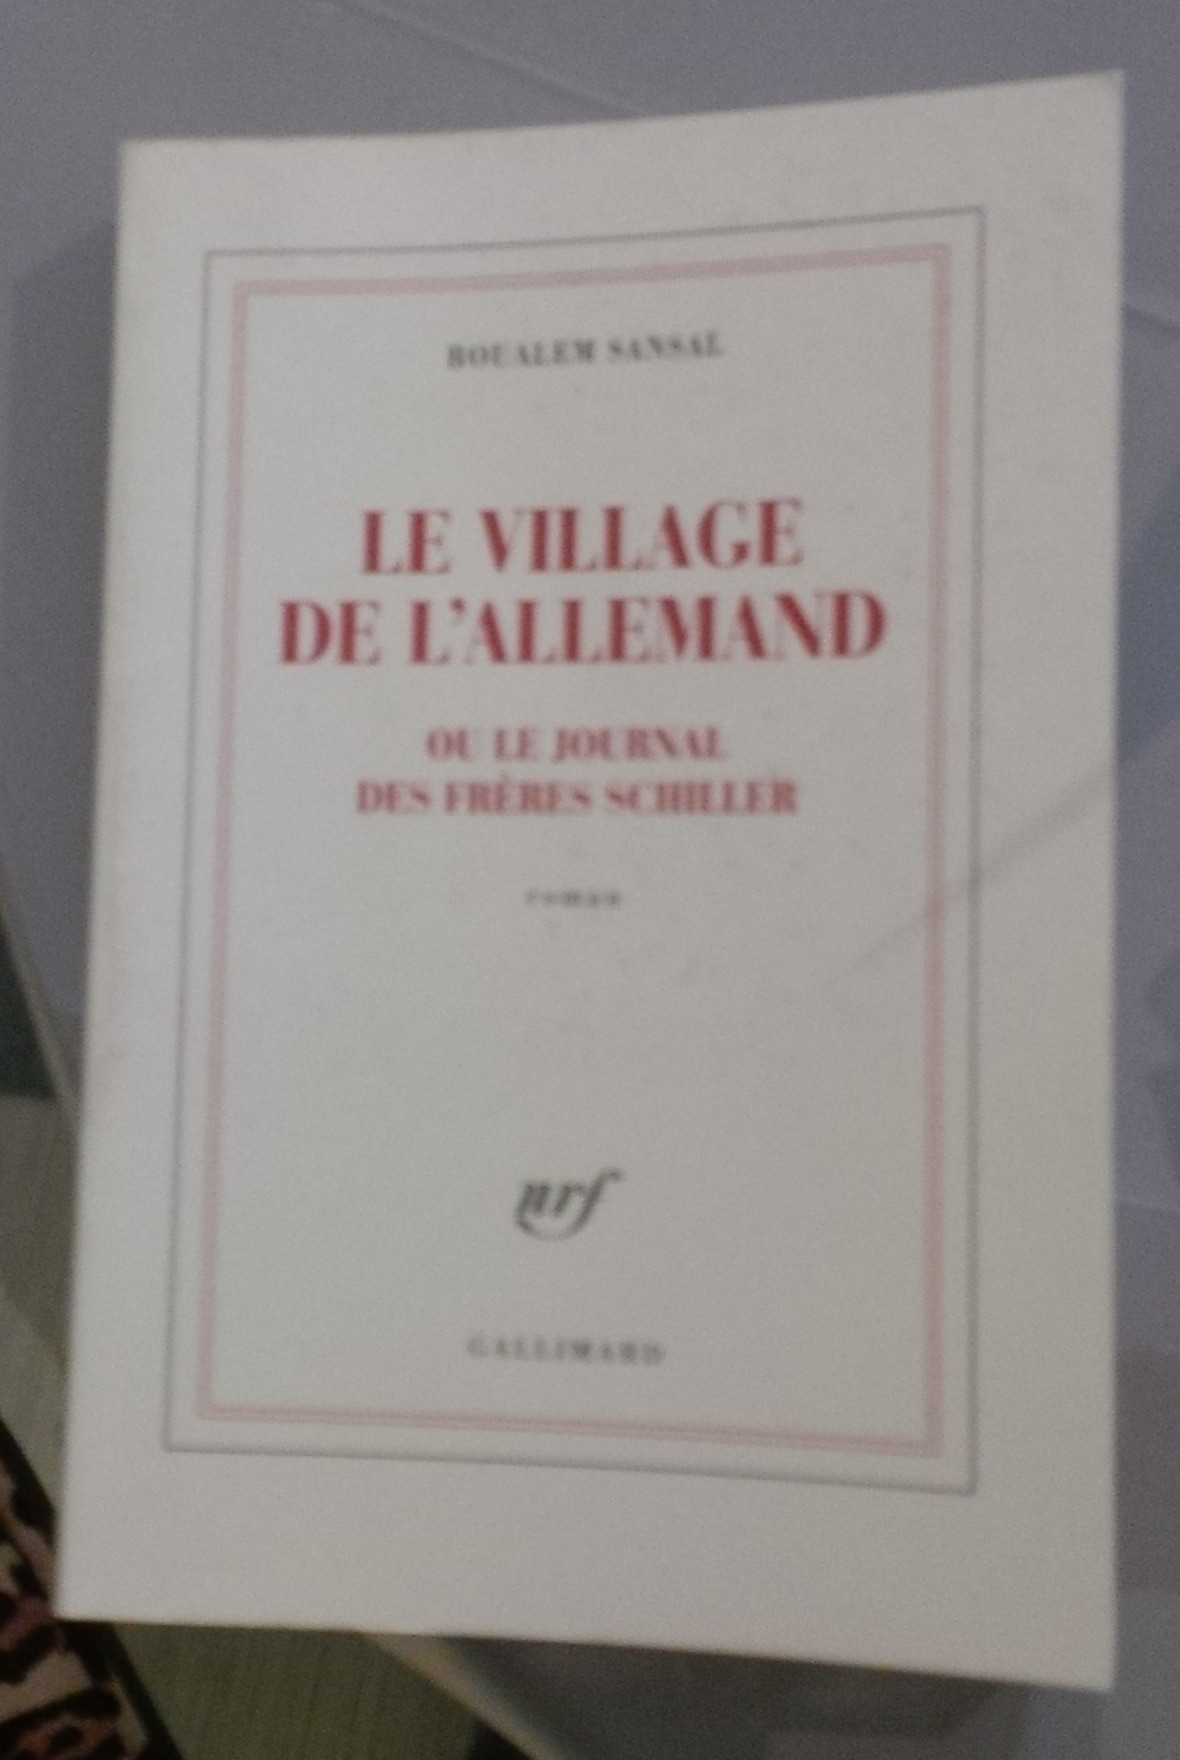 BOUALEM SANSAL
LE VILLAGE
DE L'ALLEMAND
OU LE JOURNAL
DES FRÈRES SCHILLER
roman
nrf
GALLIMARD